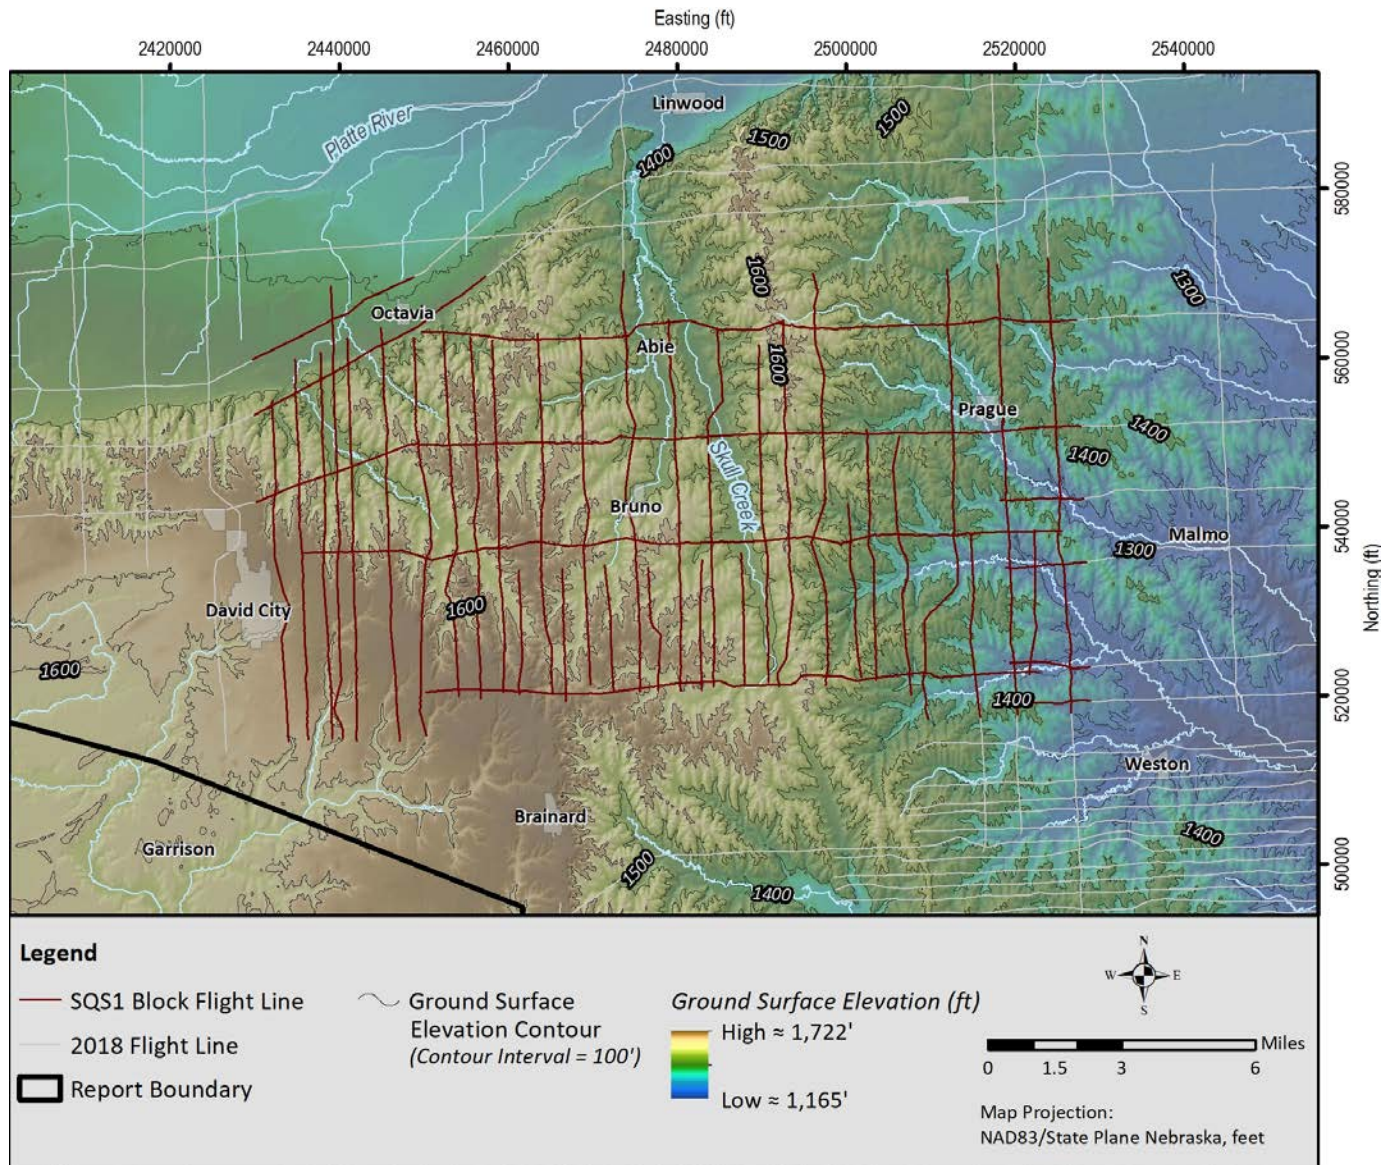 Easting (ft)
2420000
2440000
2460000
2480000
2500000
2520000
2540000
Linwood
Platte River
1500
1500
1400
580000
1600
1300
Octavia
Abie
1600
560000
Prague
1400
1400
Skull Creek
Bruno
540000
Malmo
1300
Northing (ft)
David City
1600
1600
1400
520000
Weston
Brainard
1400
Garrison
1500
1400
500000
Legend
SQS1 Block Flight Line
2018 Flight Line
Report Boundary
Ground Surface
Elevation Contour
(Contour Interval = 100')
Ground Surface Elevation (ft)
High ≈ 1,722'
Low ≈ 1,165'
N
W
E
S
Miles
0
1.5
3
6
Map Projection:
NAD83/State Plane Nebraska, feet